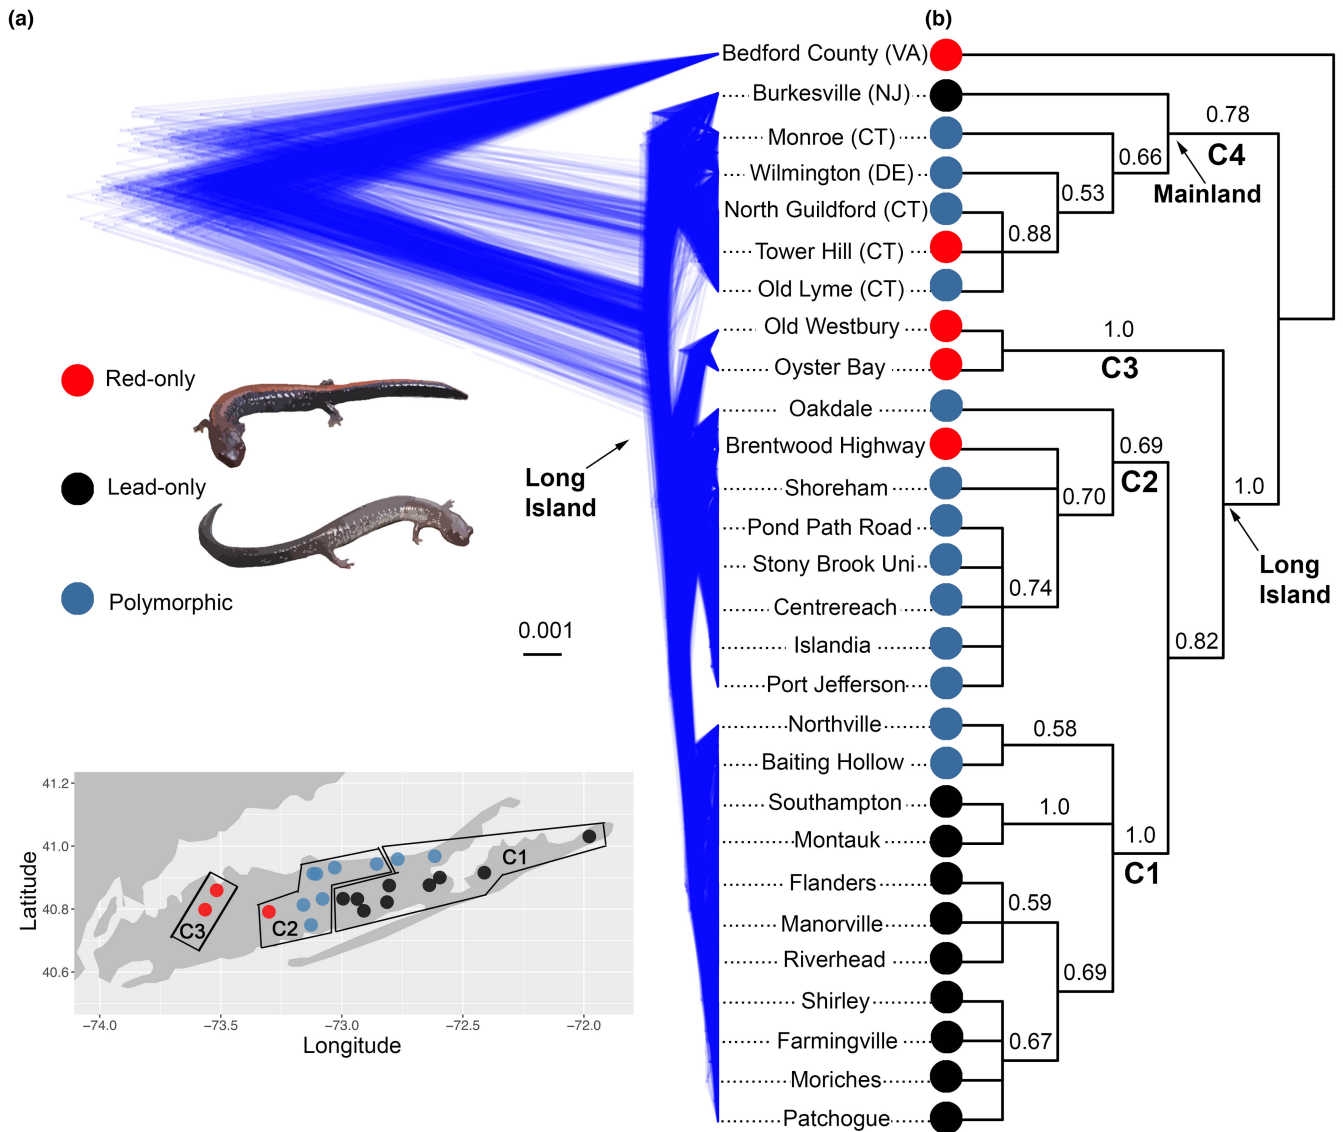 (a)
(b)
Bedford County (VA)
Burkesville (NJ)
Monroe (CT)
Wilmington (DE)
North Guildford (CT)
Tower Hill (CT)
Old Lyme (CT)
Old Westbury
Oyster Bay
Oakdale
Brentwood Highway
Shoreham
Pond Path Road
Stony Brook Uni
Centrereach
Islandia
Port Jefferson
Northville
Baiting Hollow
Southampton
Montauk
Flanders
Manorville
Riverhead
Shirley
Farmingville
Moriches
Patchogue
0.78
C4
Mainland
0.66
0.53
0.88
1.0
C3
0.69
C2
0.70
0.74
1.0
Long
Island
0.82
0.58
1.0
1.0
C1
0.59
0.69
0.67
Red-only
Lead-only
Polymorphic
Long
Island
0.001
41.2
41.0
40.8
40.6
Latitude
C1
C2
C3
−74.0
−73.5
−73.0
−72.5
−72.0
Longitude